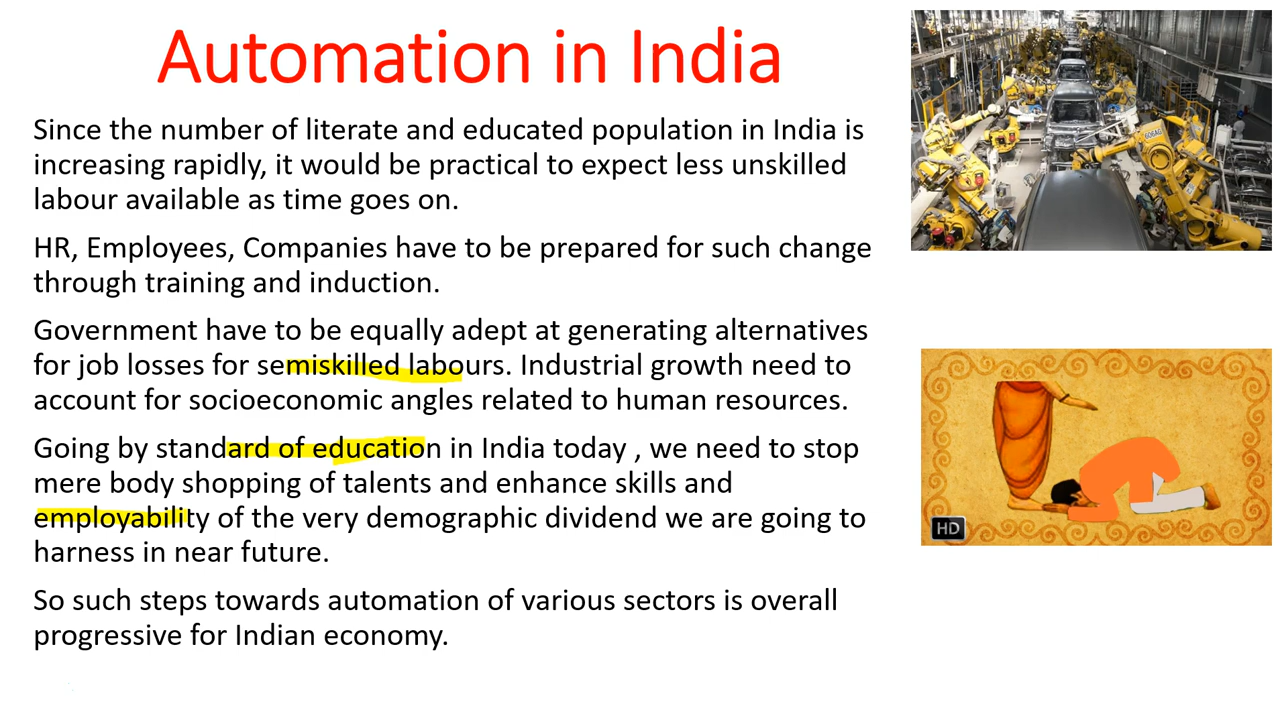 Automation in India
Since the number of literate and educated population in India is
increasing rapidly, it would be practical to expect less unskilled
labour available as time goes on.
HR, Employees, Companies have to be prepared for such change
through training and induction.
Government have to be equally adept at generating alternatives
for job losses for semiskilled labours. Industrial growth need to
account for socioeconomic angles related to human resources.
Going by standard of education in India today , we need to stop
mere body shopping of talents and enhance skills and
employability of the very demographic dividend we are going to
harness in near future.
So such steps towards automation of various sectors is overall
progressive for Indian economy.
606AG
HD